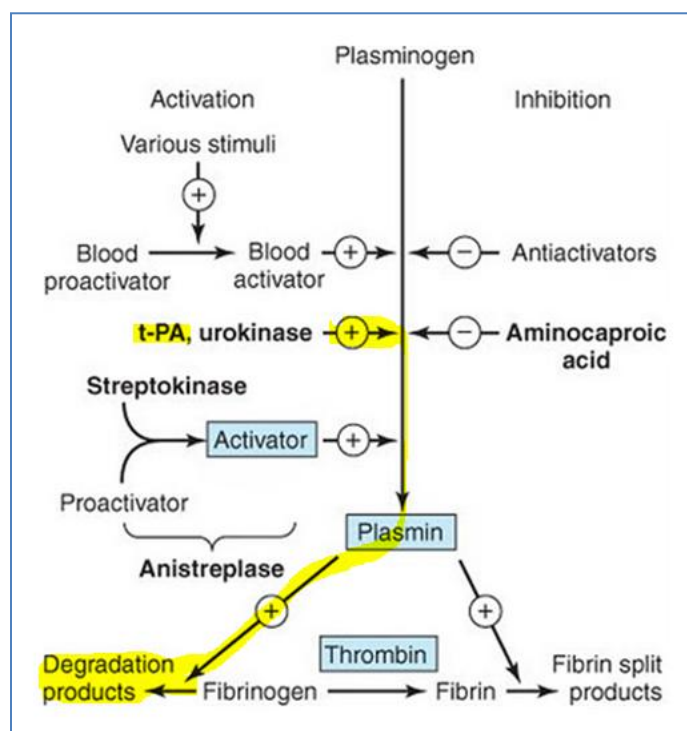 Plasminogen
Activation
Inhibition
Various stimuli
+
Blood
proactivator
Blood
activator
+
−
Antiactivators
t-PA, urokinase
+
−
Aminocaproic
acid
Streptokinase
Activator
+
Proactivator
Plasmin
Anistreplase
+
+
Thrombin
Degradation
products
Fibrinogen
Fibrin
Fibrin split
products